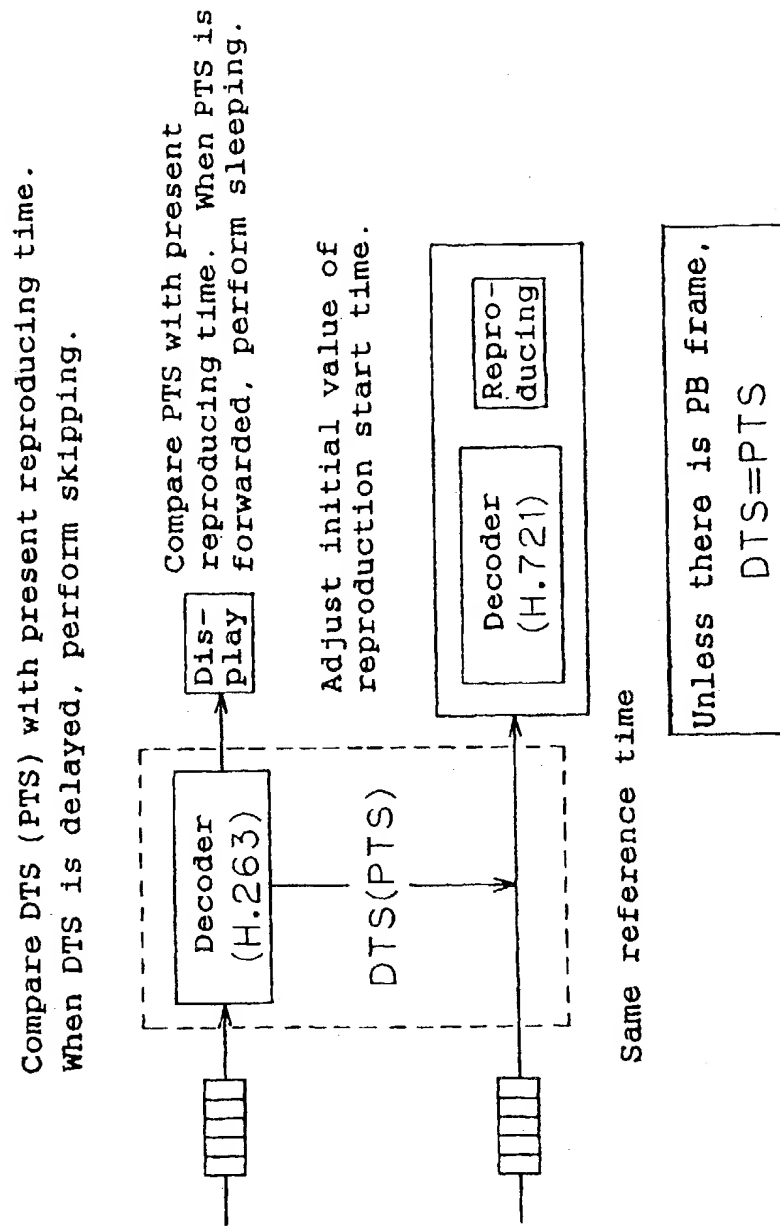 Compare DTS (PTS) with present reproducing time.
When DTS is delayed, perform skipping.
Decoder
(H.263)
Dis-
play
Compare PTS with present
reproducing time. When PTS is
forwarded, perform sleeping.
DTS(PTS)
Adjust initial value of
reproduction start time.
Decoder
(H.721)
Repro-
ducing
Same reference time
Unless there is PB frame,
DTS=PTS